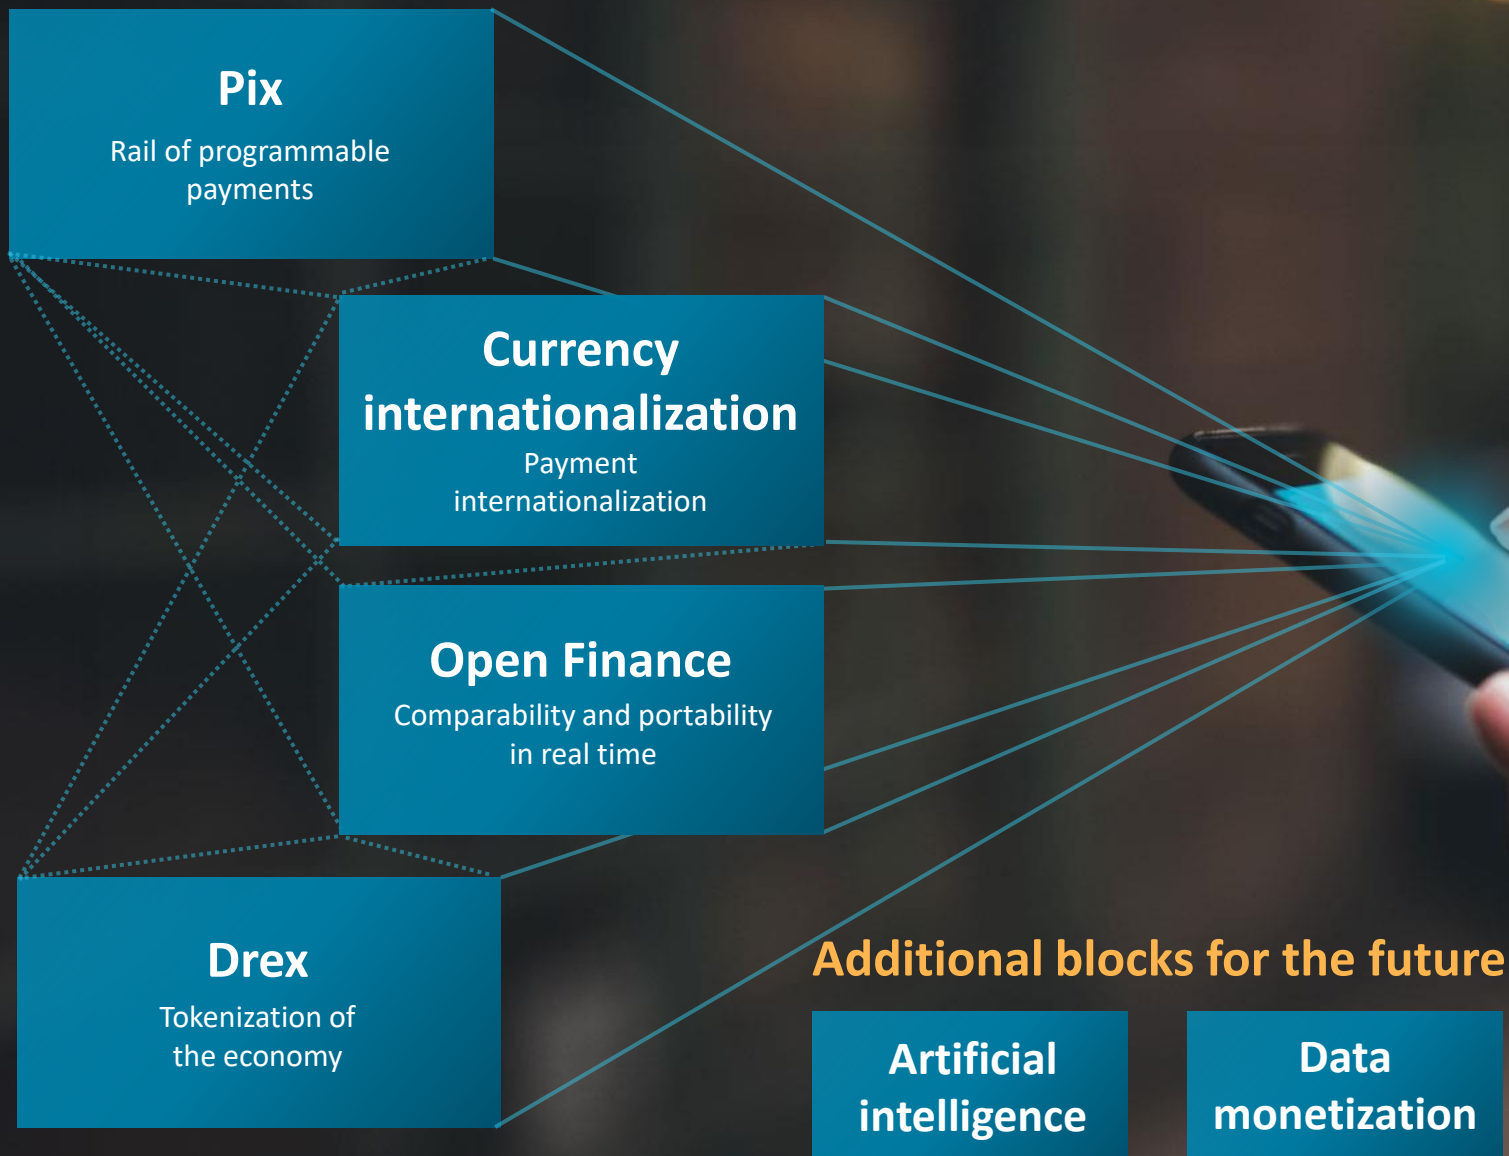 Pix
Rail of programmable
payments
Currency
internationalization
Payment
internationalization
Open Finance
Comparability and portability
in real time
Drex
Tokenization of
the economy
Additional blocks for the future
Artificial
intelligence
Data
monetization